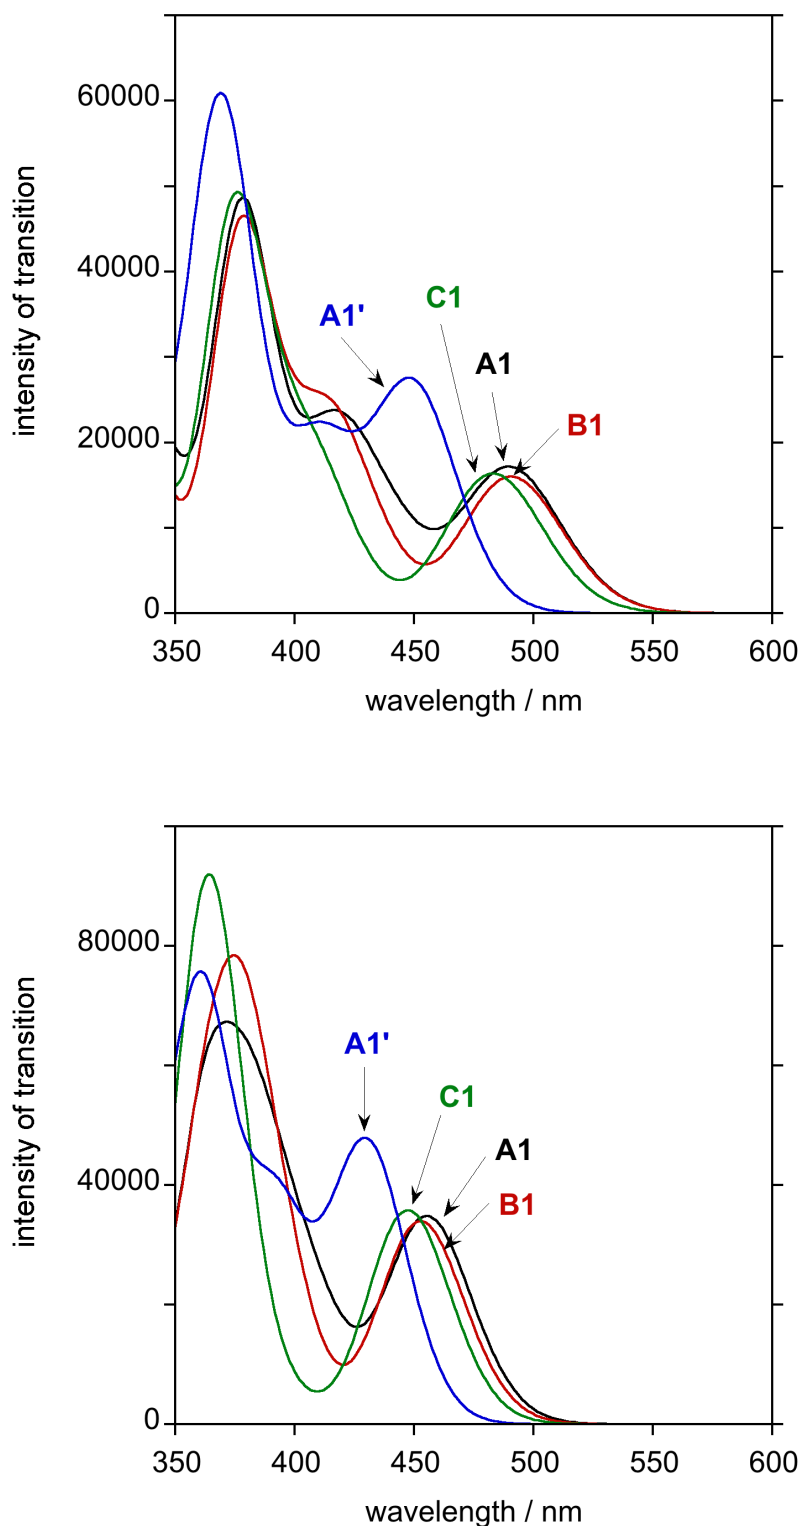 60000
40000
20000
0
intensity of transition
A1'
C1
A1
B1
350 400 450 500 550 600
wavelength / nm
80000
40000
0
intensity of transition
A1'
C1
A1
B1
350 400 450 500 550 600
wavelength / nm